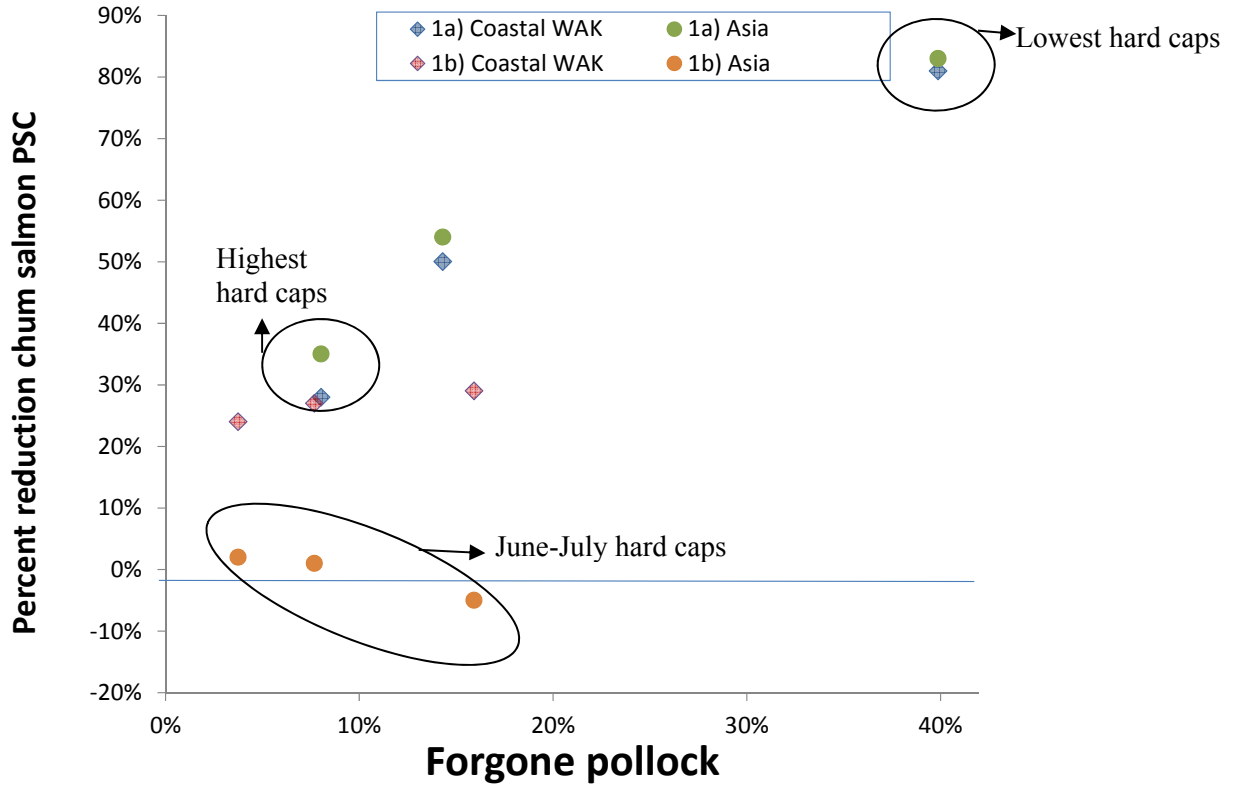 90%
80%
70%
60%
50%
40%
30%
20%
10%
0%
-10%
-20%
Percent reduction chum salmon PSC
1a) Coastal WAK
1a) Asia
1b) Coastal WAK
1b) Asia
Lowest hard caps
Highest
hard caps
June-July hard caps
0%
10%
20%
30%
40%
Forgone pollock